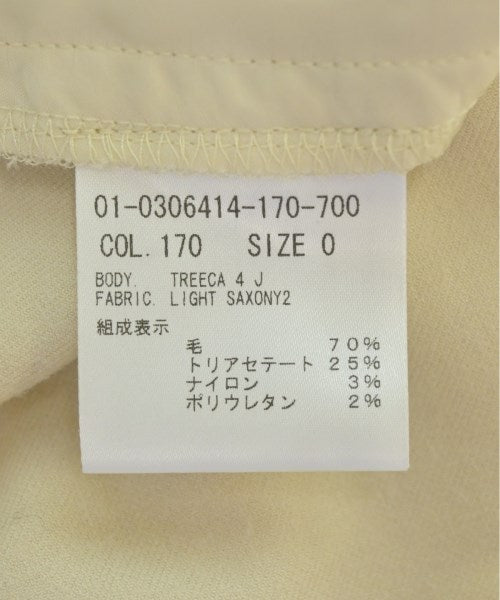 01-0306414-170-700
COL. 170 SIZE 0
BODY. TREECA 4 J
FABRIC. LIGHT SAXONY2
組成表示
毛 70%
トリアセテート 25%
ナイロン 3%
ポリウレタン 2%